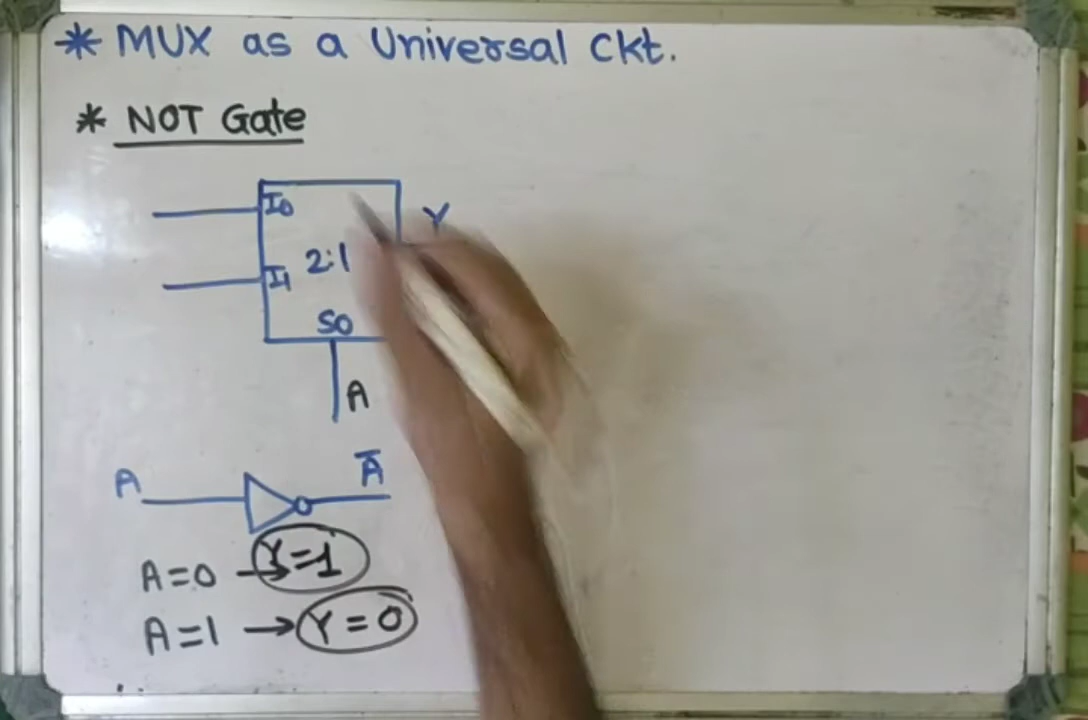 * MUX as a Universal Ckt.
* NOT Gate
I0
Y
2:1
I1
S0
A
A
Ā
A=0 → Y=1
A=1 → Y=0